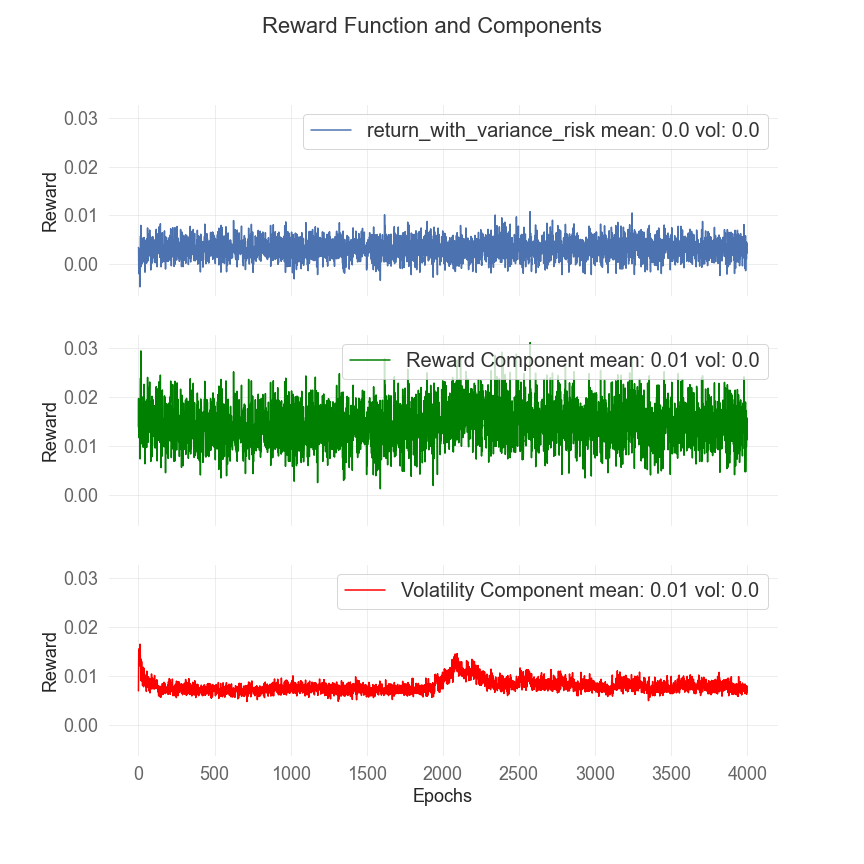 Reward Function and Components
return_with_variance_risk mean: 0.0 vol: 0.0
0.03
0.02
0.01
0.00
Reward
Reward Component mean: 0.01 vol: 0.0
0.03
0.02
0.01
0.00
Reward
Volatility Component mean: 0.01 vol: 0.0
0.03
0.02
0.01
0.00
Reward
0 500 1000 1500 2000 2500 3000 3500 4000
Epochs